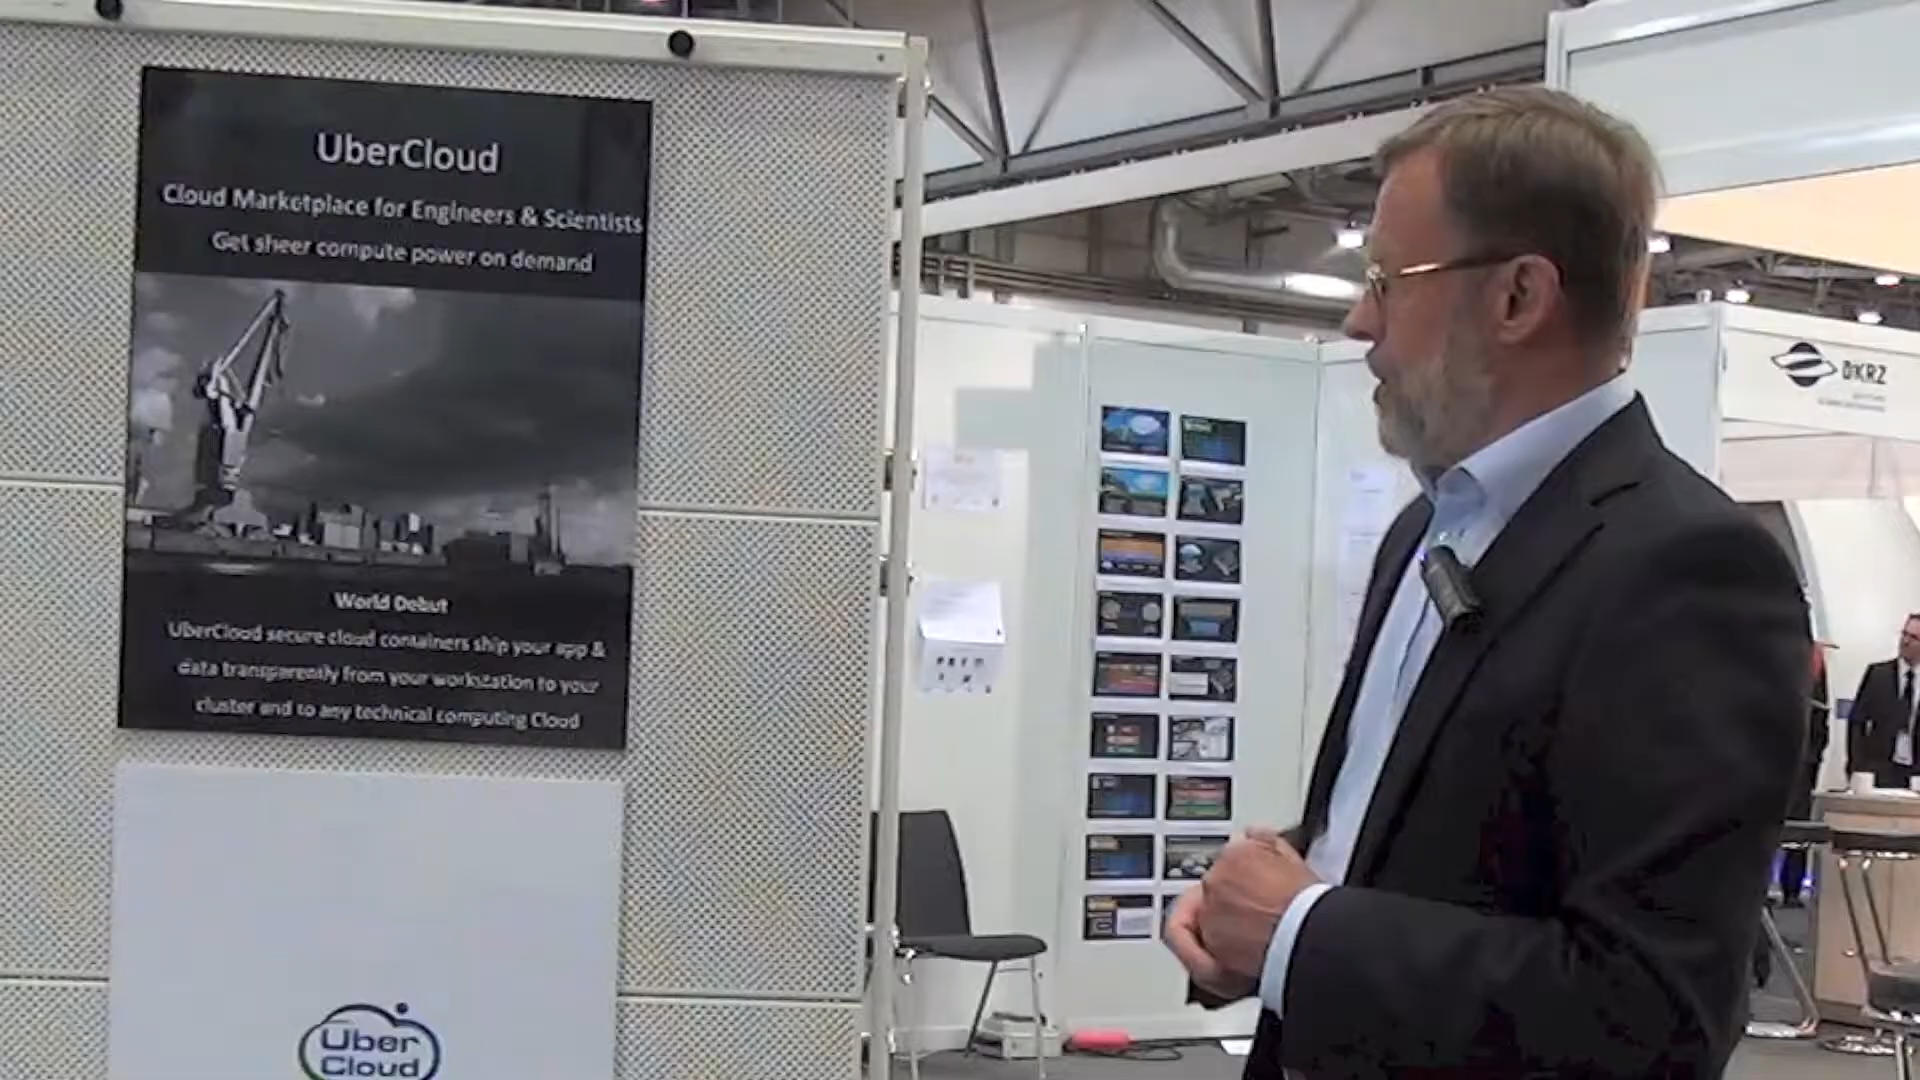 UberCloud
Cloud Marketplace for Engineers & Scientists
Get sheer compute power on demand
World Debut
UberCloud secure cloud containers ship your app &
data transparently from your workstation to your
cluster and to any technical computing Cloud
Uber
Cloud
DKRZ